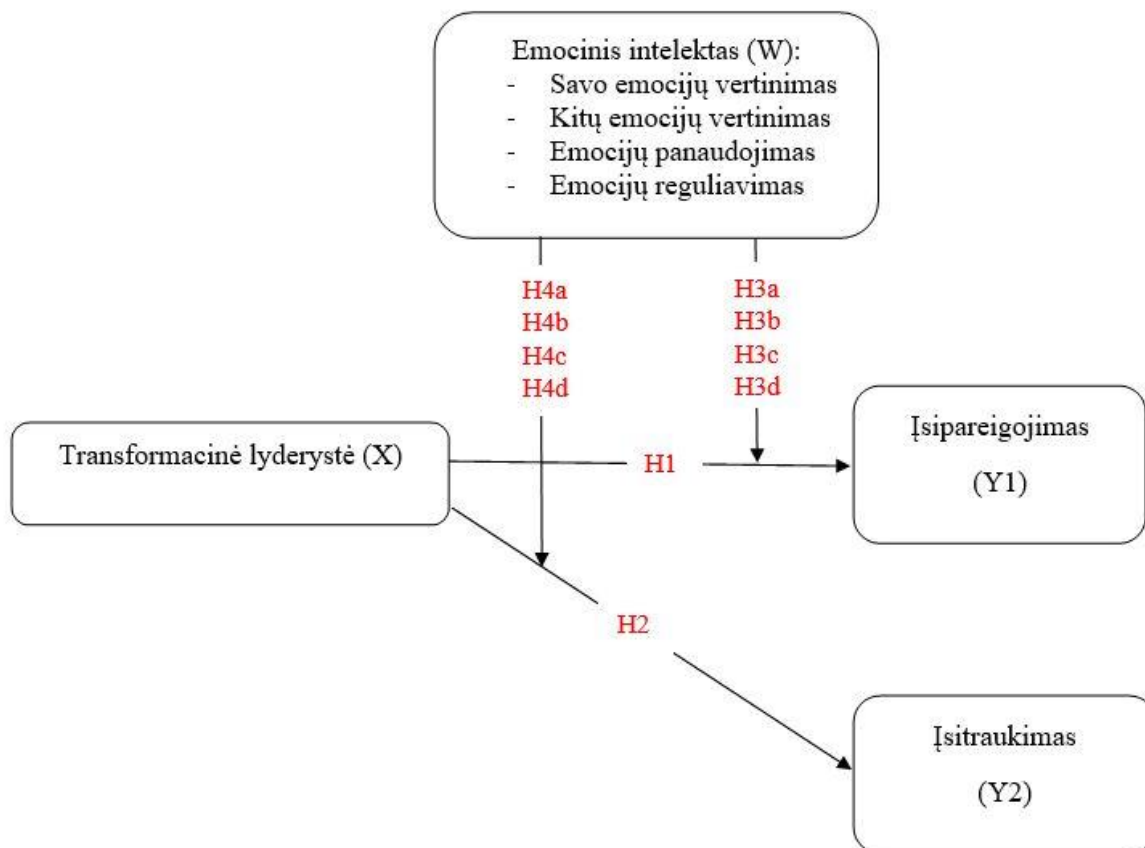 Emocinis intelektas (W):
- Savo emocijų vertinimas
- Kitų emocijų vertinimas
- Emocijų panaudojimas
- Emocijų reguliavimas
H4a
H4b
H4c
H4d
H3a
H3b
H3c
H3d
Transformacinė lyderystė (X)
H1
Įsipareigojimas
(Y1)
H2
Įsitraukimas
(Y2)